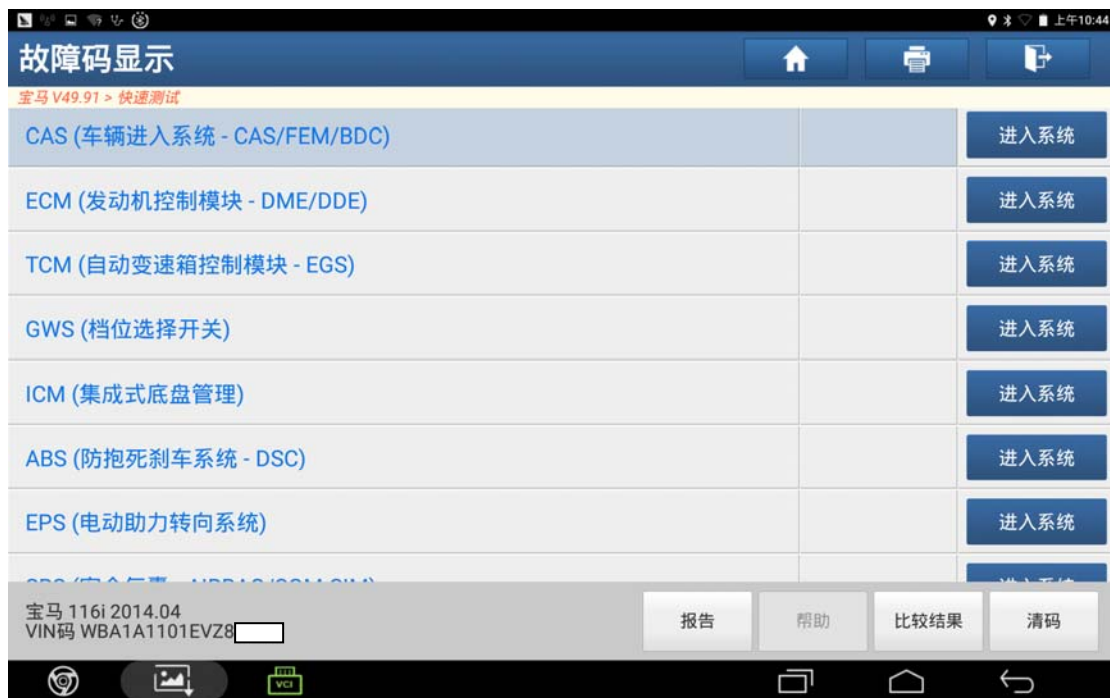 上午10:44
故障码显示
宝马 V49.91 > 快速测试
CAS (车辆进入系统 - CAS/FEM/BDC)
进入系统
ECM (发动机控制模块 - DME/DDE)
进入系统
TCM (自动变速箱控制模块 - EGS)
进入系统
GWS (档位选择开关)
进入系统
ICM (集成式底盘管理)
进入系统
ABS (防抱死刹车系统 - DSC)
进入系统
EPS (电动助力转向系统)
进入系统
宝马 116i 2014.04
VIN码 WBA1A1101EVZ8
报告
帮助
比较结果
清码
VCI